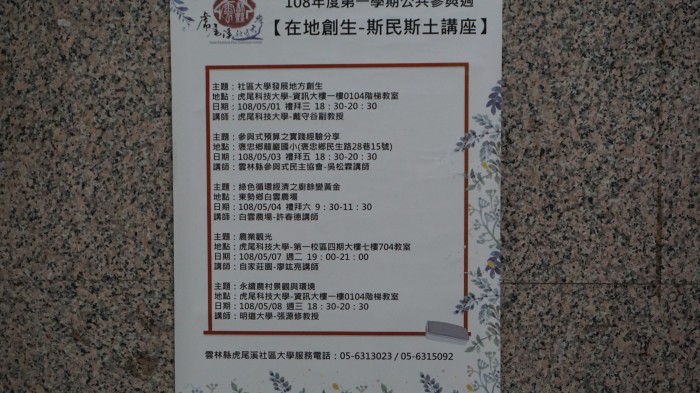 108年度第一學期公共參與週
【在地創生-斯民斯土講座】
主題：社區大學發展地方創生
地點：虎尾科技大學-資訊大樓一樓0104階梯教室
日期：108/05/01 禮拜三 18：30-20：30
講師：虎尾科技大學-戴守谷副教授
主題：參與式預算之實踐經驗分享
地點：褒忠鄉龍巖國小(褒忠鄉民生路28巷15號)
日期：108/05/03 禮拜五 18：30-20：30
講師：雲林縣參與式民主協會-吳松霖講師
主題：綠色循環經濟之廚餘變黃金
地點：東勢鄉白雲農場
日期：108/05/04 禮拜六 9：30-11：30
講師：白雲農場-許春德講師
主題：農業觀光
地點：虎尾科技大學-第一校區四期大樓七樓704教室
日期：108/05/07 週二 19：00-21：00
講師：自家莊園-廖竑亮講師
主題：永續農村景觀與環境
地點：虎尾科技大學-資訊大樓一樓0104階梯教室
日期：108/05/08 週三 18：30-20：30
講師：明道大學-張源修教授
雲林縣虎尾溪社區大學服務電話：05-6313023 / 05-6315092